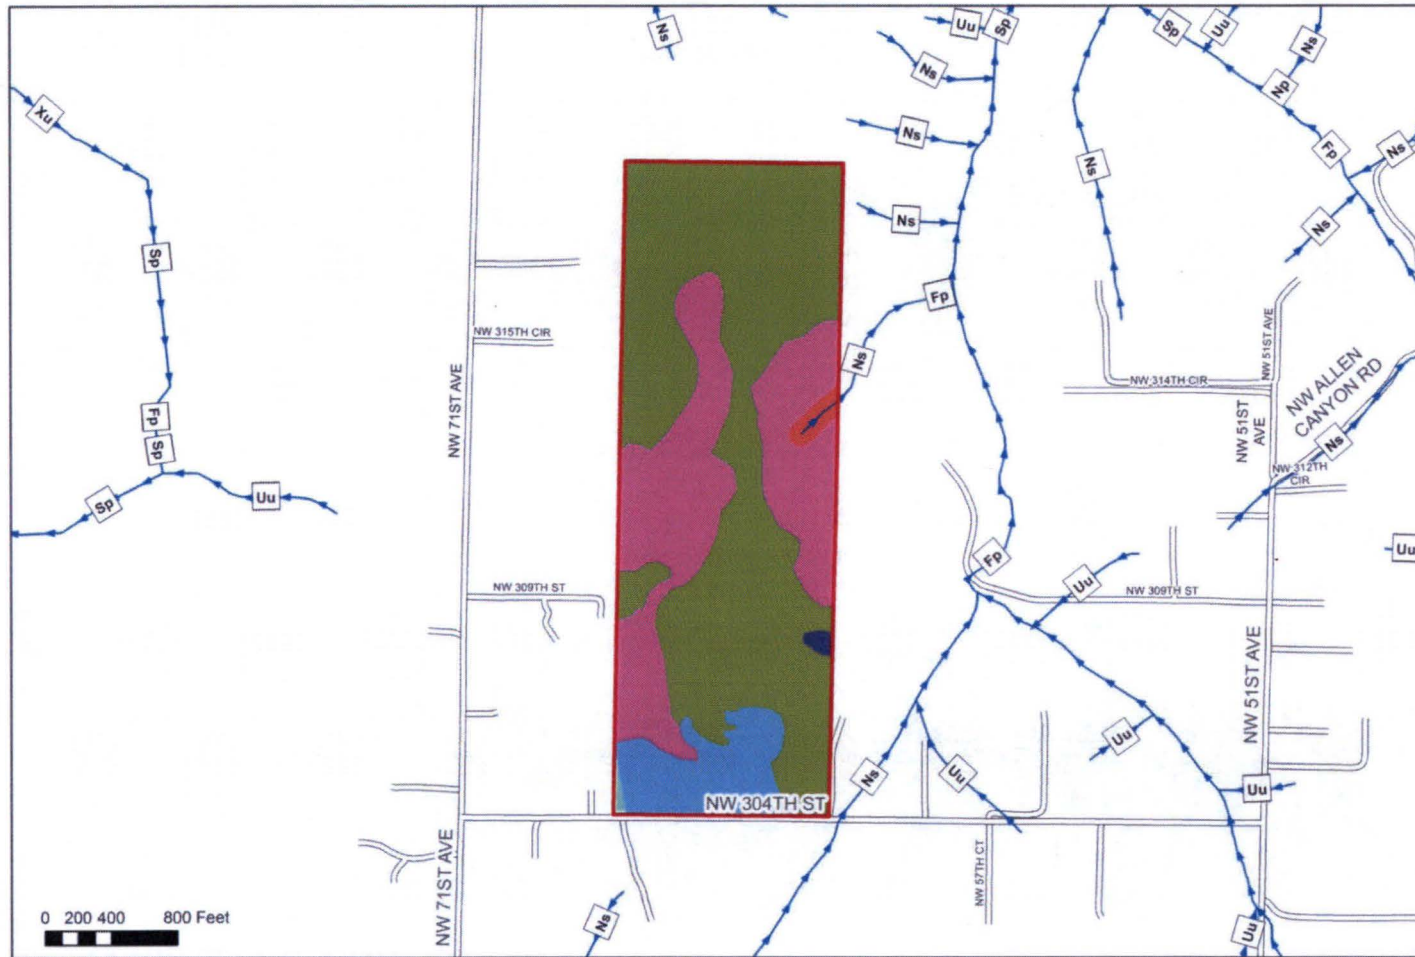 Ns
Uu
Sp
Sp
Uu
Ns
Np
Ns
Xu
Ns
Ns
Fp
Ns
Ns
Ns
Sp
Fp
NW 315TH CIR
Ns
NW 71ST AVE
NW 314TH CIR
NW 51ST AVE
NW 51ST
AVE
NW ALLEN
CANYON RD
Ns
NW 312TH
CIR
Fp
Sp
Sp
Uu
Uu
Fp
Uu
NW 309TH ST
NW 309TH ST
NW 51ST AVE
Uu
Ns
Uu
Uu
NW 304TH ST
NW 71ST AVE
NW 57TH CT
0 200 400 800 Feet
Ns
Uu